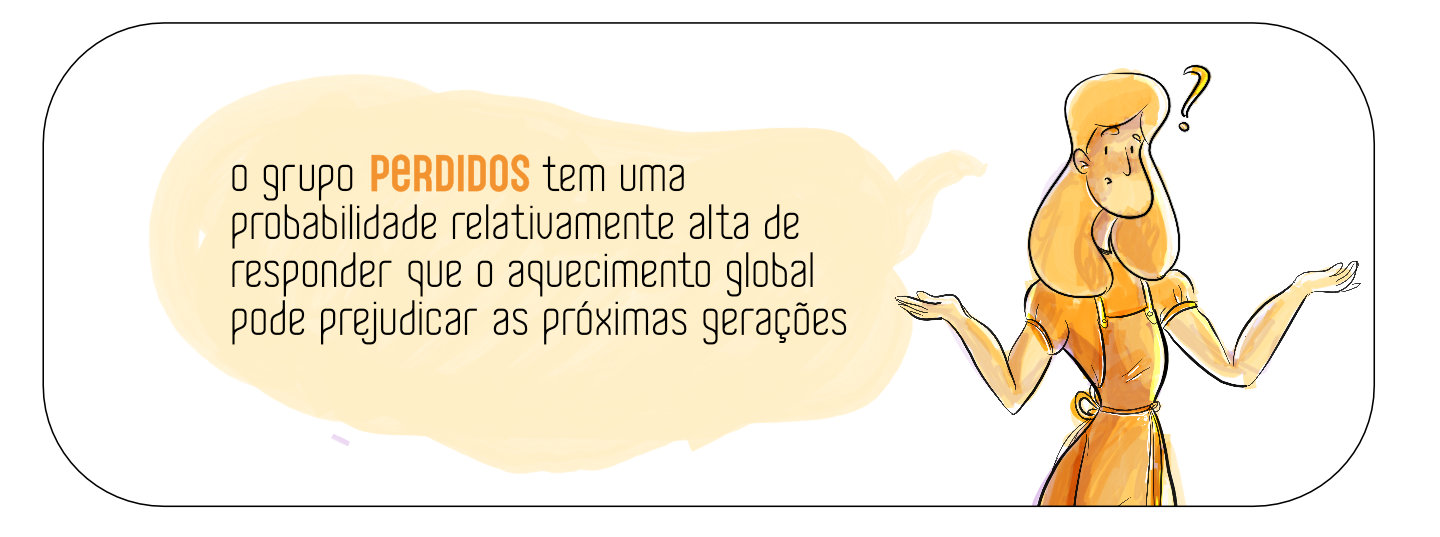 o grupo PERDIDOS tem uma
probabilidade relativamente alta de
responder que o aquecimento global
pode prejudicar as próximas gerações
?